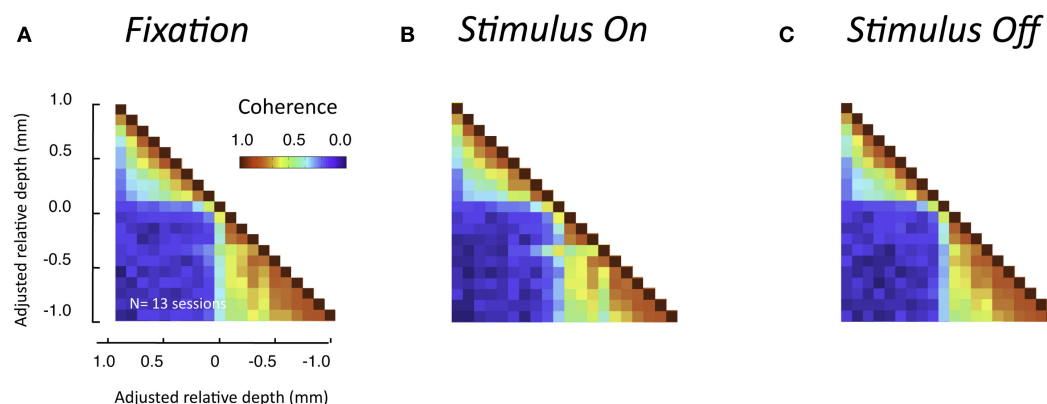 A
Fixation
B
Stimulus On
C
Stimulus Off
Adjusted relative depth (mm)
1.0
0.5
0.0
-0.5
-1.0
Coherence
1.0 0.5 0.0
N= 13 sessions
1.0 0.5 0 -0.5 -1.0
Adjusted relative depth (mm)